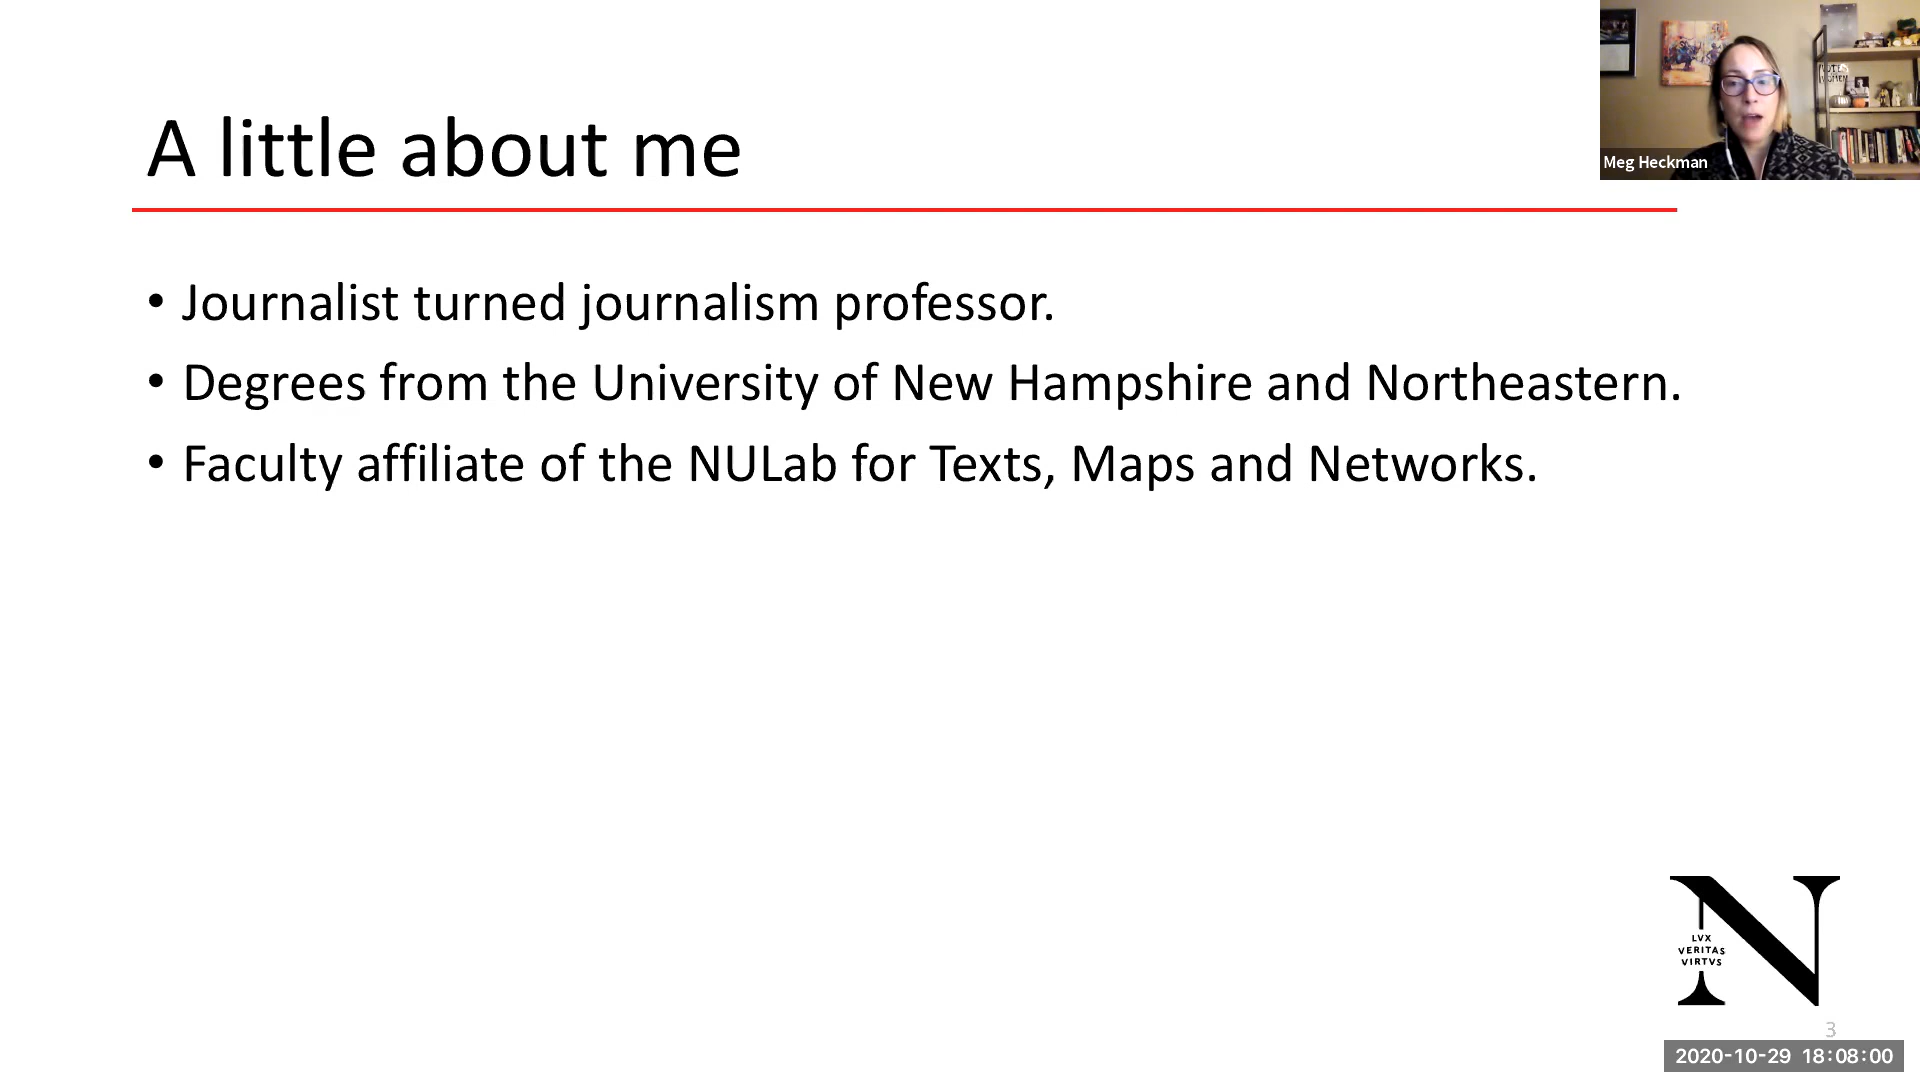 A little about me
Meg Heckman
• Journalist turned journalism professor.
• Degrees from the University of New Hampshire and Northeastern.
• Faculty affiliate of the NULab for Texts, Maps and Networks.
LVX
VERITAS
VIRTVS
3
2020-10-29 18:08:00